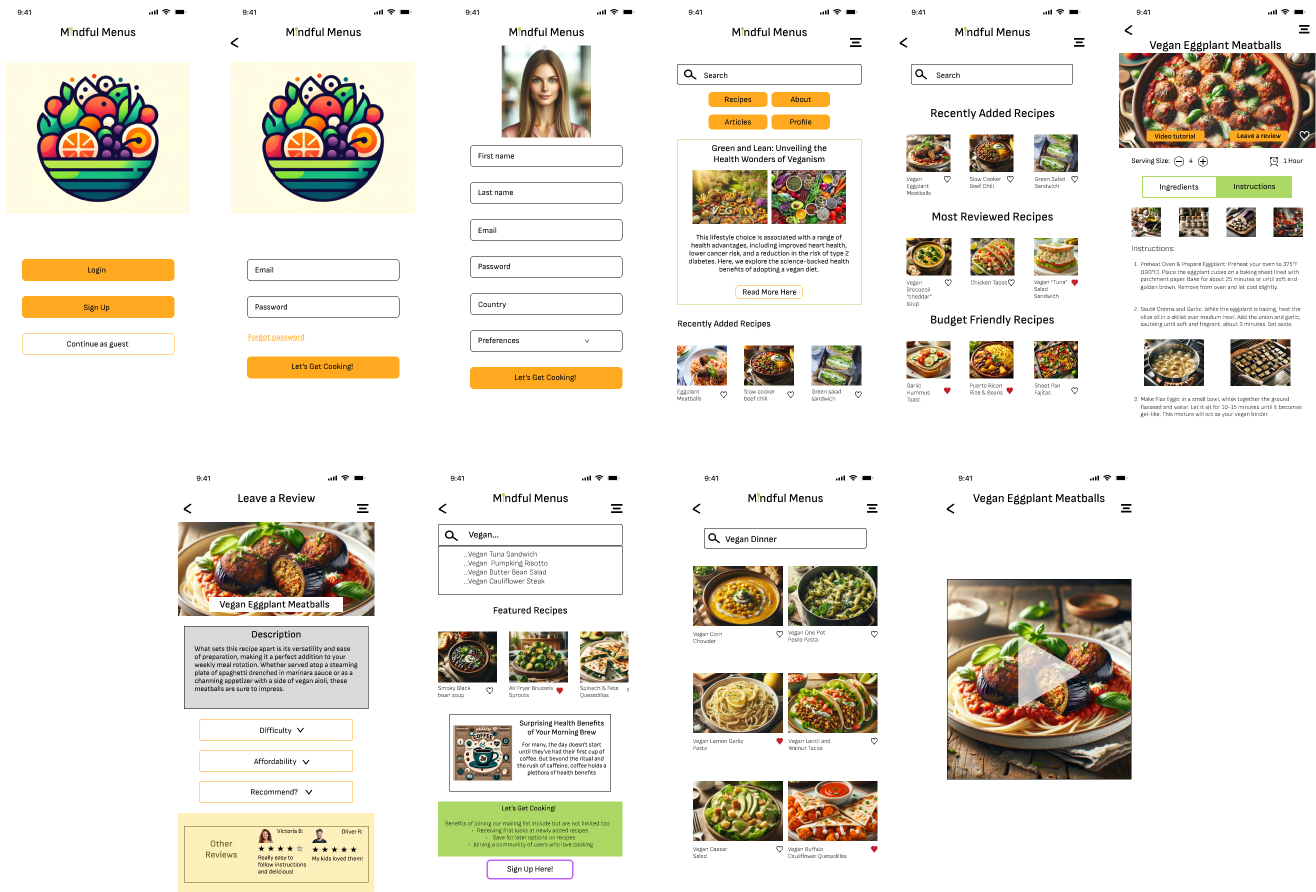 9:41
Mindful Menus
Login
Sign Up
Continue as guest
9:41
Mindful Menus
Email
Password
Forgot password
Let's Get Cooking!
9:41
Mindful Menus
First name
Last name
Email
Password
Country
Preferences
Let's Get Cooking!
9:41
Mindful Menus
Search
Recipes
About
Articles
Profile
Green and Lean: Unveiling the
Health Wonders of Veganism
This lifestyle choice is associated with a range of
health advantages, including improved heart health,
lower cancer risk, and a reduction in the risk of type 2
diabetes. Here, we explore the science-backed health
benefits of adopting a vegan diet.
Read More Here
Recently Added Recipes
Eggplant
Meatballs
Slow cooker
beef chili
Green salad
sandwich
9:41
Mindful Menus
Search
Recently Added Recipes
Vegan
Eggplant
Meatballs
Slow Cooker
Beef Chili
Green Salad
Sandwich
Most Reviewed Recipes
Vegan
Broccoli
"cheddar"
soup
Chicken Tacos
Vegan "Tuna"
Salad
Sandwich
Budget Friendly Recipes
Garlic
Hummus
Toast
Puerto Rican
Rice & Beans
Sheet Pan
Fajitas
9:41
Vegan Eggplant Meatballs
Video tutorial
Leave a review
Serving Size:
4
1 Hour
Ingredients
Instructions
Instructions:
1. Preheat Oven & Prepare Eggplant: Preheat your oven to 375°F
(190°C). Place the eggplant cubes on a baking sheet lined with
parchment paper. Bake for about 25 minutes or until soft and
golden brown. Remove from oven and let cool slightly.
2. Sauté Onions and Garlic: While the eggplant is baking, heat the
olive oil in a skillet over medium heat. Add the onion and garlic,
sautéing until soft and fragrant, about 3 minutes. Set aside.
3. Make Flax Eggs: In a small bowl, whisk together the ground
flaxseed and water. Let it sit for 10-15 minutes until it becomes
gel-like. This mixture will act as your vegan binder.
9:41
Leave a Review
Vegan Eggplant Meatballs
Description
What sets this recipe apart is its versatility and ease
of preparation, making it a perfect addition to your
weekly meal rotation. Whether served atop a steaming
plate of spaghetti drenched in marinara sauce or as a
charming appetizer with a side of vegan aioli, these
meatballs are sure to impress.
Difficulty
Affordability
Recommend?
Other
Reviews
Victoria B:
Really easy to
follow instructions
and delicious!
Oliver R:
My kids loved them!
9:41
Mindful Menus
Vegan...
...Vegan Tuna Sandwich
...Vegan Pumpking Risotto
...Vegan Butter Bean Salad
...Vegan Cauliflower Steak
Featured Recipes
Smoky Black
bean soup
Air Fryer Brussels
Sprouts
Spinach & Feta
Quesadillas
COFFEE
Surprising Health Benefits
of Your Morning Brew
For many, the day doesn't start
until they've had their first cup of
coffee. But beyond the ritual and
the rush of caffeine, coffee holds a
plethora of health benefits
Let's Get Cooking!
Benefits of joining our mailing list include but are not limited too
- Receiving first looks at newly added recipes
- Save for later options on recipes
- Joining a community of users who love cooking
Sign Up Here!
9:41
Mindful Menus
Vegan Dinner
Vegan Corn
Chowder
Vegan One Pot
Pesto Pasta
Vegan Lemon Garlic
Pasta
Vegan Lentil and
Walnut Tacos
Vegan Caesar
Salad
Vegan Buffalo
Cauliflower Quesadillas
9:41
Vegan Eggplant Meatballs